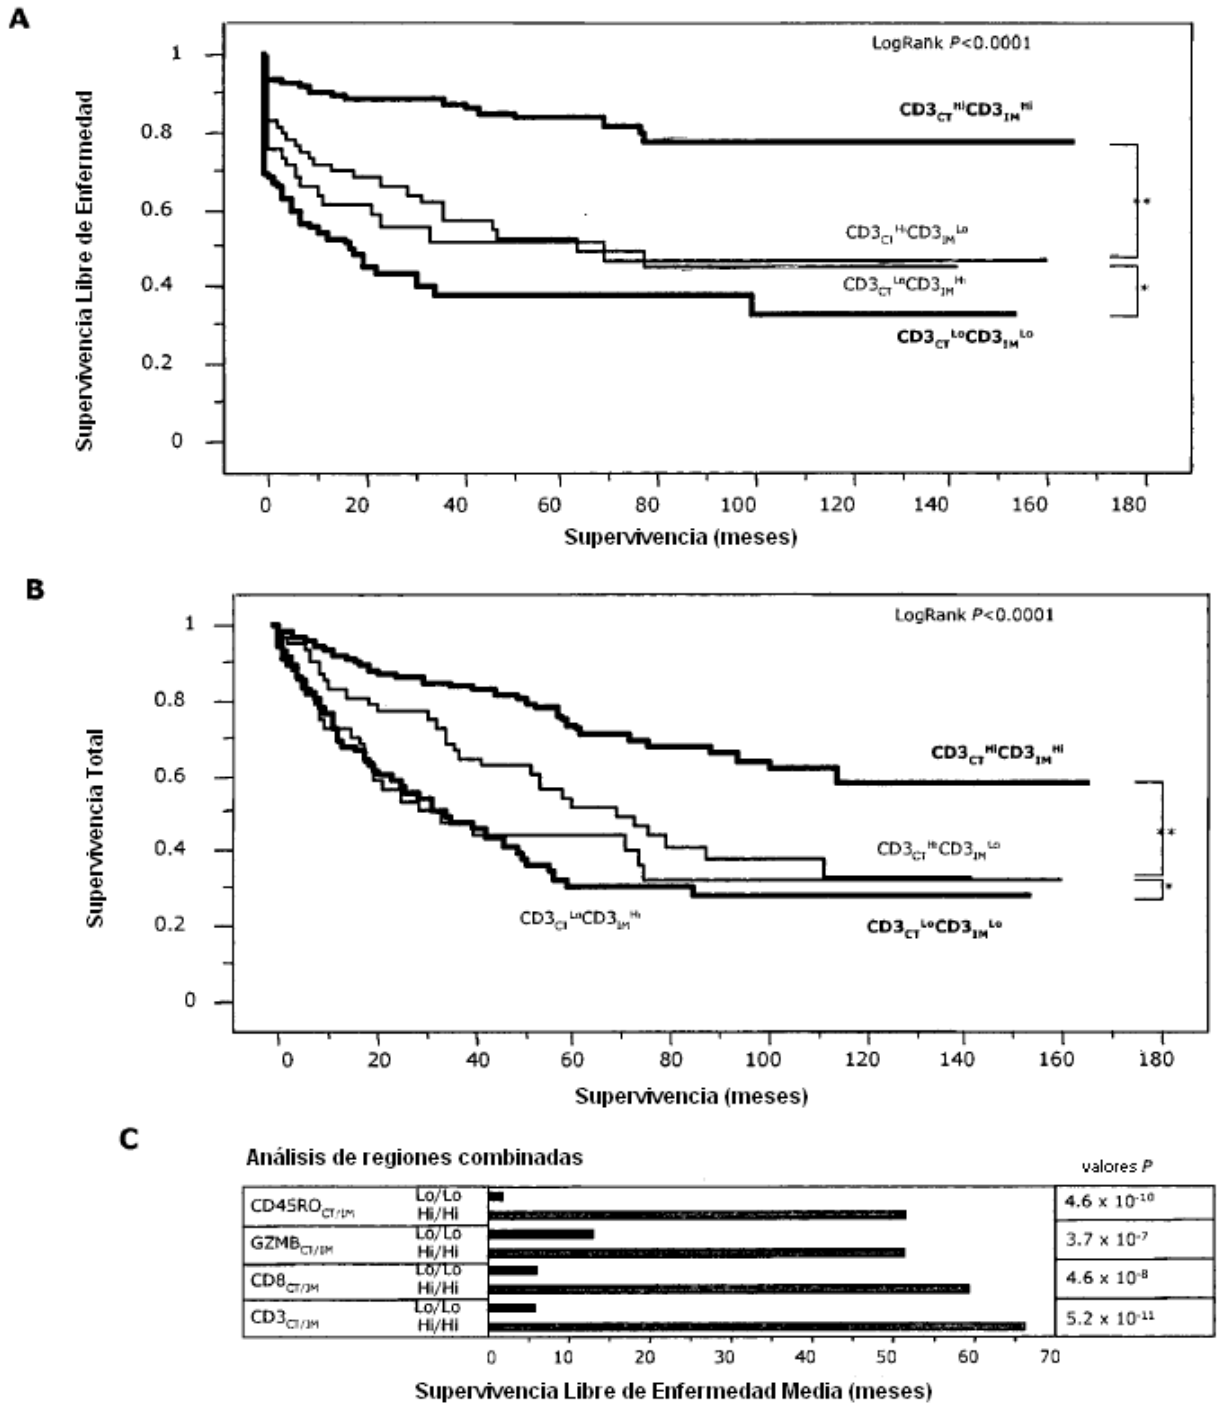 A
LogRank P<0.0001
Supervivencia Libre de Enfermedad
1
0.8
0.6
0.4
0.2
0
CD3CTHiCD3IMHi
**
CD3CTHiCD3IMLo
CD3CTLoCD3IMHi
*
CD3CTLoCD3IMLo
0 20 40 60 80 100 120 140 160 180
Supervivencia (meses)
B
LogRank P<0.0001
Supervivencia Total
1
0.8
0.6
0.4
0.2
0
CD3CTHiCD3IMHi
**
CD3CTHiCD3IMLo
*
CD3CTLoCD3IMHi
CD3CTLoCD3IMLo
0 20 40 60 80 100 120 140 160 180
Supervivencia (meses)
C
Análisis de regiones combinadas
valores P
CD45ROCT/IM Lo/Lo Hi/Hi 4.6 x 10-10
GZMBCT/IM Lo/Lo Hi/Hi 3.7 x 10-7
CD8CT/IM Lo/Lo Hi/Hi 4.6 x 10-8
CD3CT/IM Lo/Lo Hi/Hi 5.2 x 10-11
0 10 20 30 40 50 60 70
Supervivencia Libre de Enfermedad Media (meses)